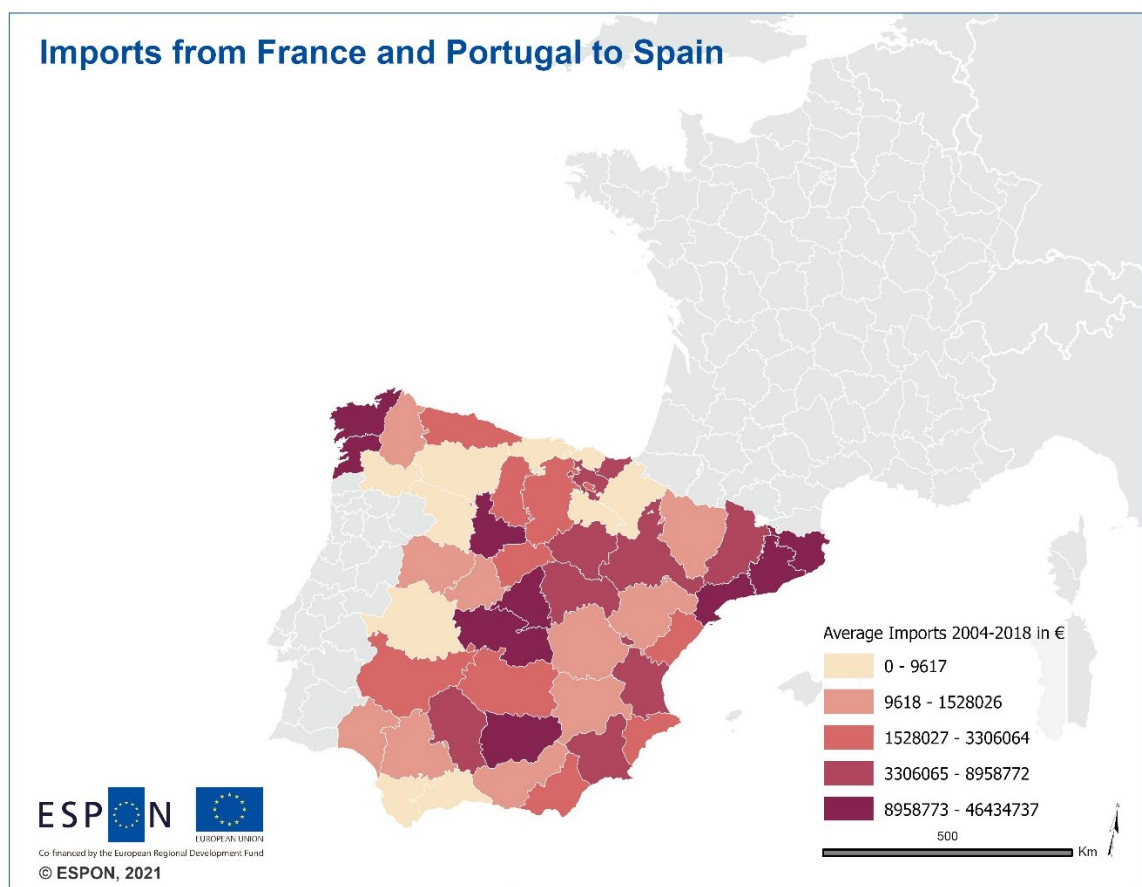 Imports from France and Portugal to Spain
Average Imports 2004-2018 in €
0 - 9617
9618 - 1528026
1528027 - 3306064
3306065 - 8958772
8958773 - 46434737
500
Km
ESPON
EUROPEAN UNION
Co-financed by the European Regional Development Fund
© ESPON, 2021